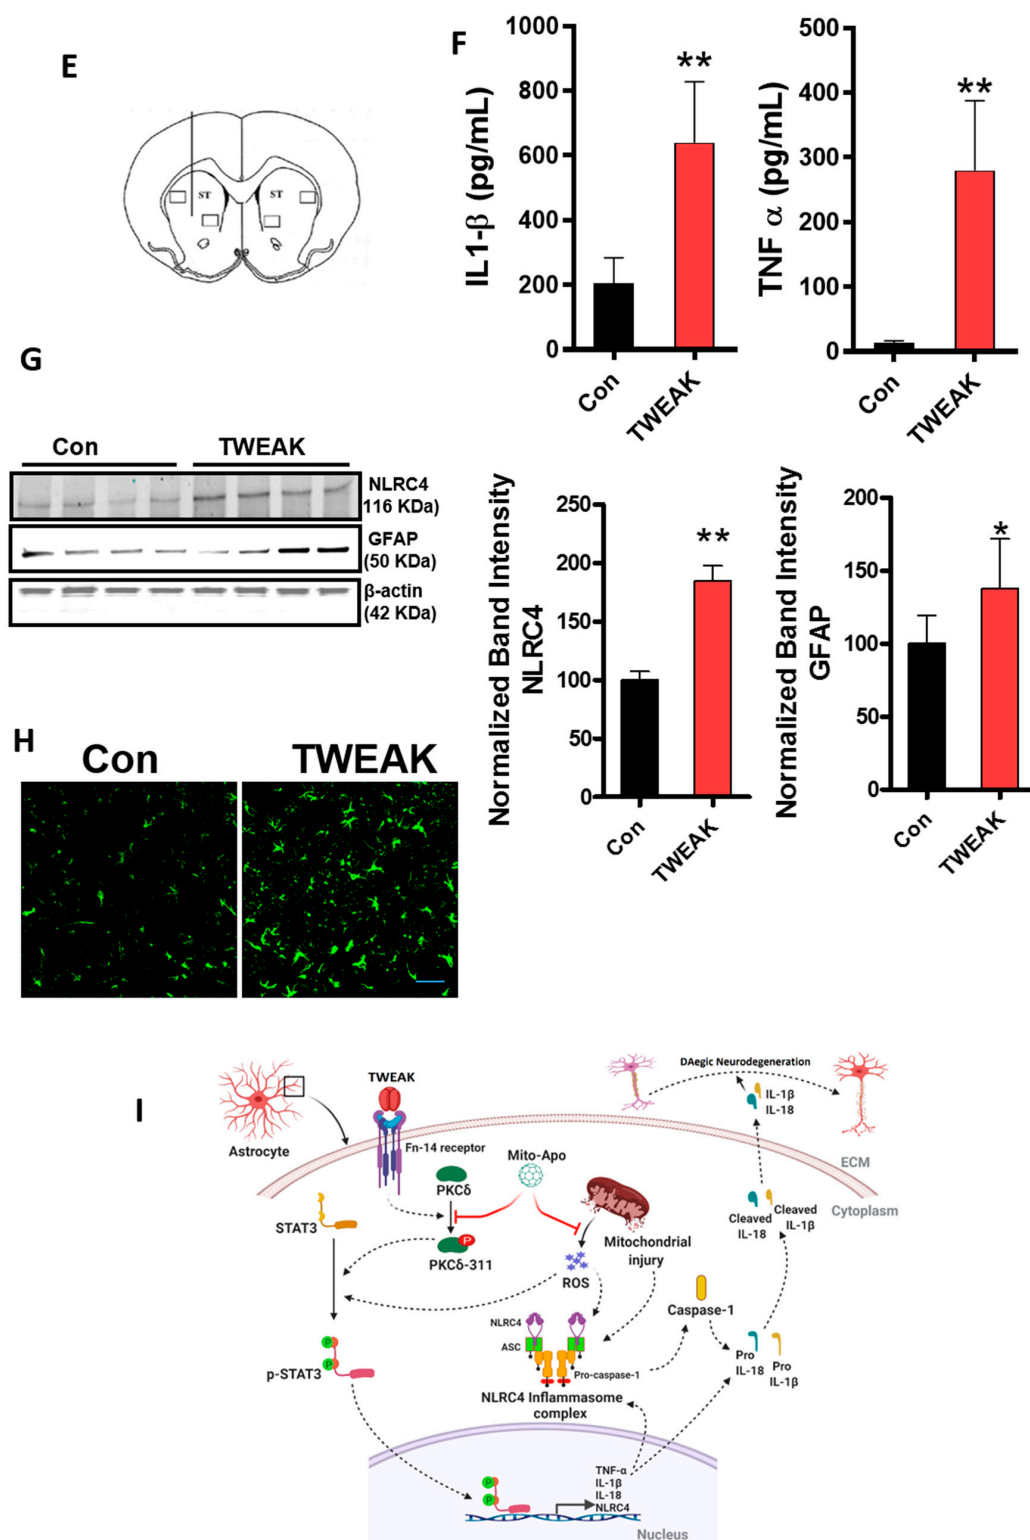 E
ST
ST
F
IL1-β (pg/mL)
1000
800
600
400
200
0
**
Con
TWEAK
TNF α (pg/mL)
500
400
300
200
100
0
**
Con
TWEAK
G
Con
TWEAK
NLRC4
116 KDa)
GFAP
(50 KDa)
β-actin
(42 KDa)
Normalized Band Intensity
NLRC4
250
200
150
100
50
0
**
Con
TWEAK
Normalized Band Intensity
GFAP
200
150
100
50
0
*
Con
TWEAK
H
Con
TWEAK
I
Astrocyte
TWEAK
Fn-14 receptor
DAegic Neurodegeneration
IL-1β
IL-18
ECM
Cytoplasm
STAT3
PKCδ
Mito-Apo
P
PKCδ-311
Mitochondrial
injury
ROS
Cleaved
IL-18
Cleaved
IL-1β
Caspase-1
NLRC4
ASC
Pro-caspase-1
NLRC4 Inflammasome
complex
Pro
IL-18
Pro
IL-1β
P
P
p-STAT3
P
P
TNF-α
IL-1β
IL-18
NLRC4
Nucleus